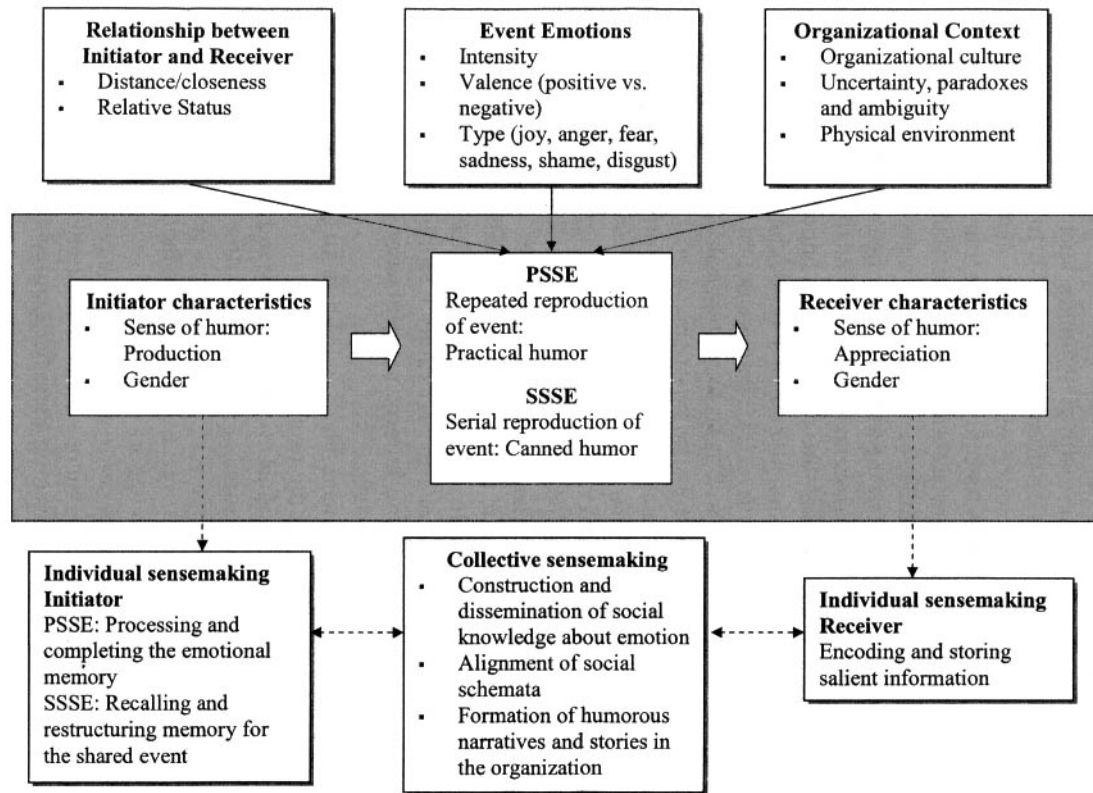 Relationship between
Initiator and Receiver
▪ Distance/closeness
▪ Relative Status
Event Emotions
▪ Intensity
▪ Valence (positive vs.
negative)
▪ Type (joy, anger, fear,
sadness, shame, disgust)
Organizational Context
▪ Organizational culture
▪ Uncertainty, paradoxes
and ambiguity
▪ Physical environment
Initiator characteristics
▪ Sense of humor:
Production
▪ Gender
PSSE
Repeated reproduction
of event:
Practical humor
SSSE
Serial reproduction of
event: Canned humor
Receiver characteristics
▪ Sense of humor:
Appreciation
▪ Gender
Individual sensemaking
Initiator
PSSE: Processing and
completing the emotional
memory
SSSE: Recalling and
restructuring memory for
the shared event
Collective sensemaking
▪ Construction and
dissemination of social
knowledge about emotion
▪ Alignment of social
schemata
▪ Formation of humorous
narratives and stories in
the organization
Individual sensemaking
Receiver
Encoding and storing
salient information